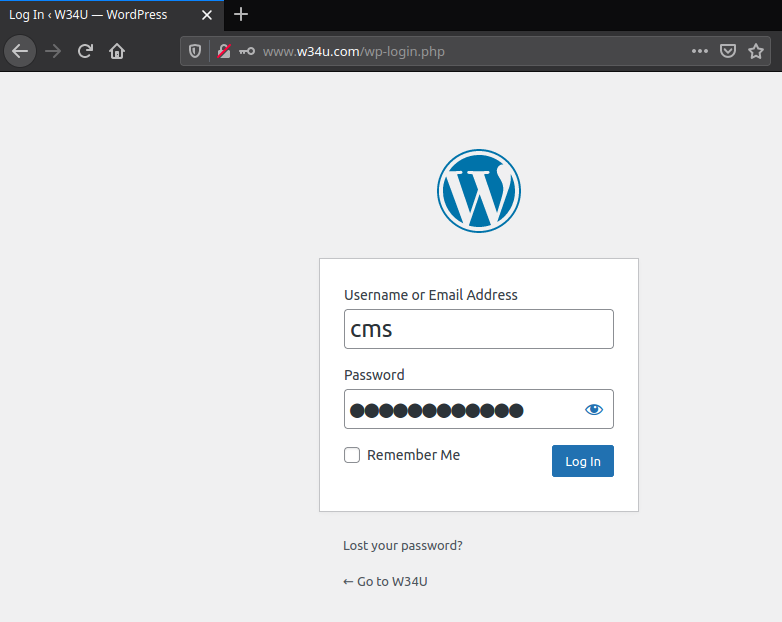 Log In ‹ W34U — WordPress
www.w34u.com/wp-login.php
Username or Email Address
cms
Password
●●●●●●●●●●●●
Remember Me
Log In
Lost your password?
← Go to W34U